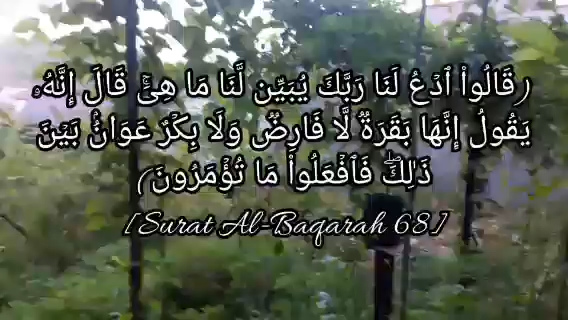 (قَالُوا۟ ٱدۡعُ لَنَا رَبَّكَ يُبَيِّن لَّنَا مَا هِیَۚ قَالَ إِنَّهُۥ
یَقُولُ إِنَّهَا بَقَرَةࣱ لَّا فَارِضࣱ وَلَا بِكۡرٌ عَوَانُۢ بَيۡنَ
ذَ ٰ⁠لِكَۖ فَٱفۡعَلُوا۟ مَا تُؤۡمَرُونَ)
[Surat Al-Baqarah 68]